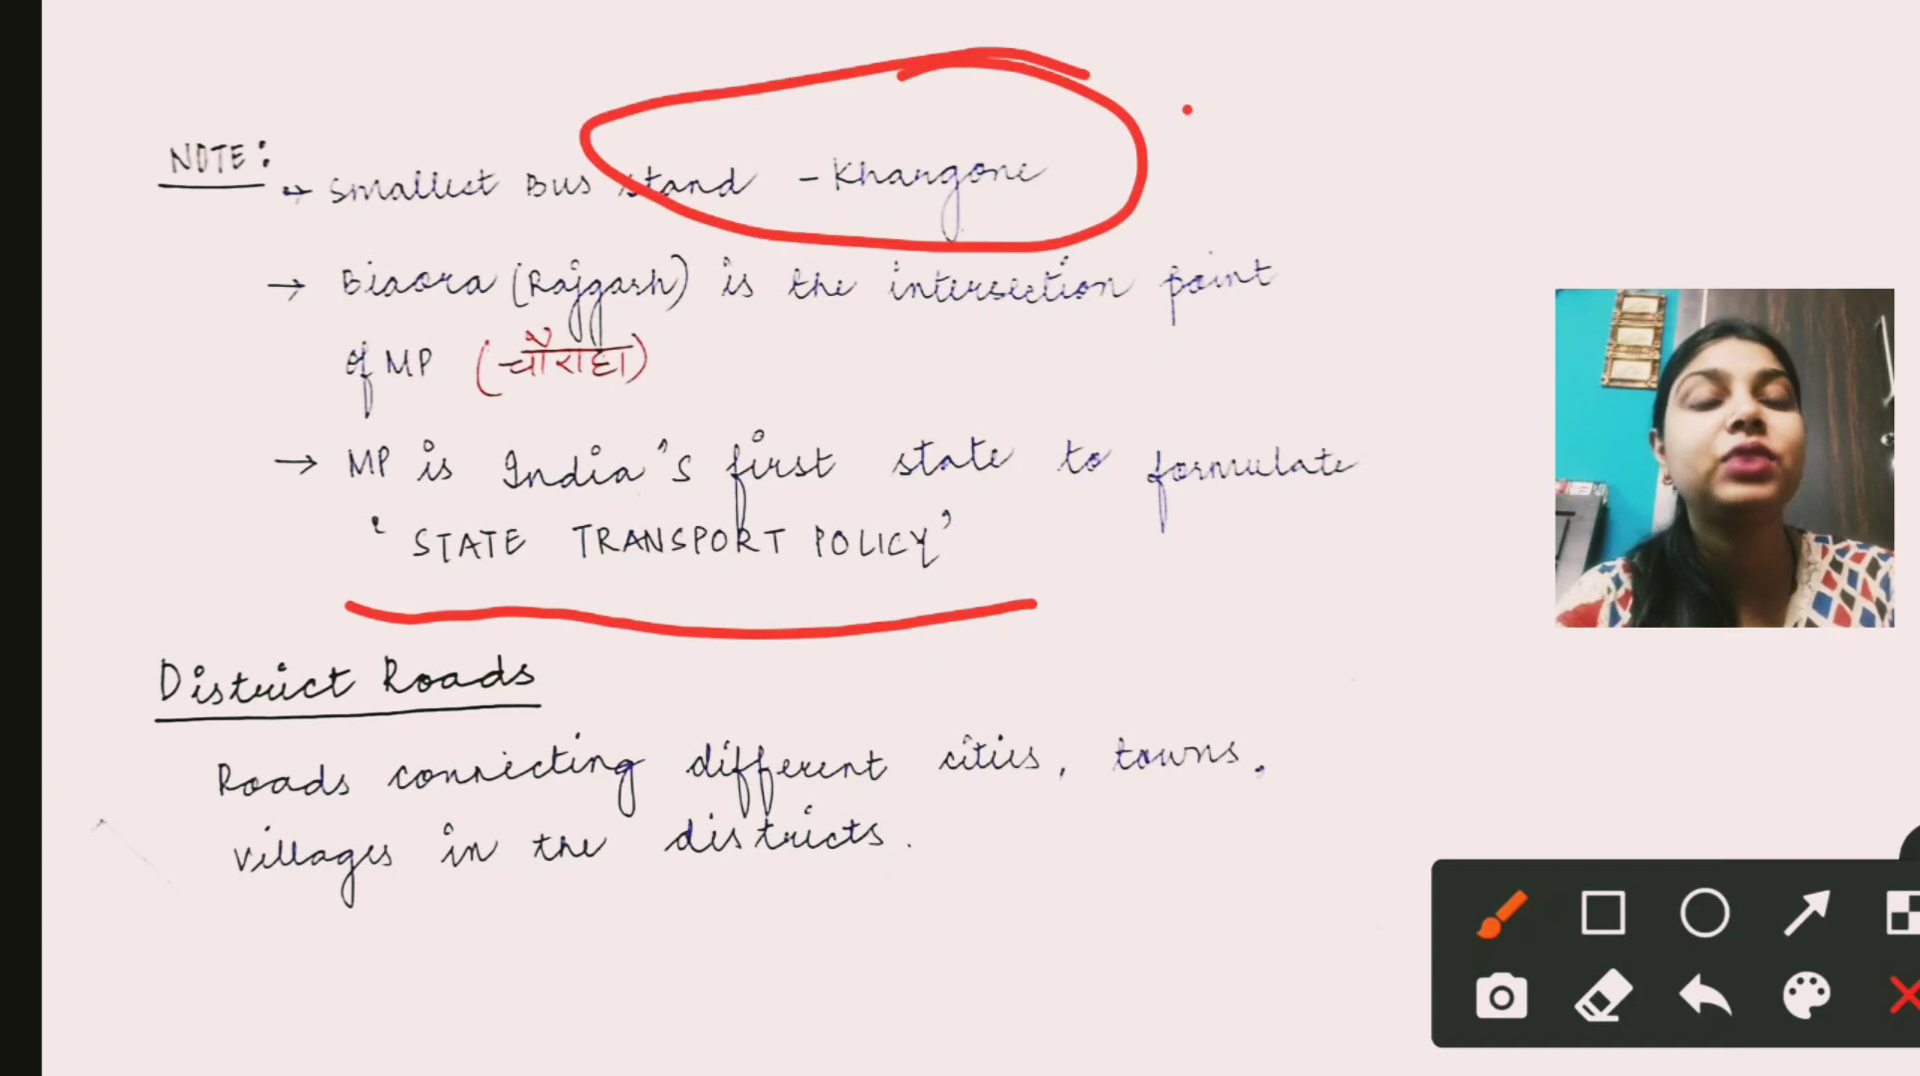 NOTE:
→ Smallest Bus stand - Khargone
→ Biaora (Rajgarh) is the intersection point
of MP (चौराहा)
→ MP is India's first state to formulate
‘STATE TRANSPORT POLICY’
District Roads
Roads connecting different cities, towns,
villages in the districts.